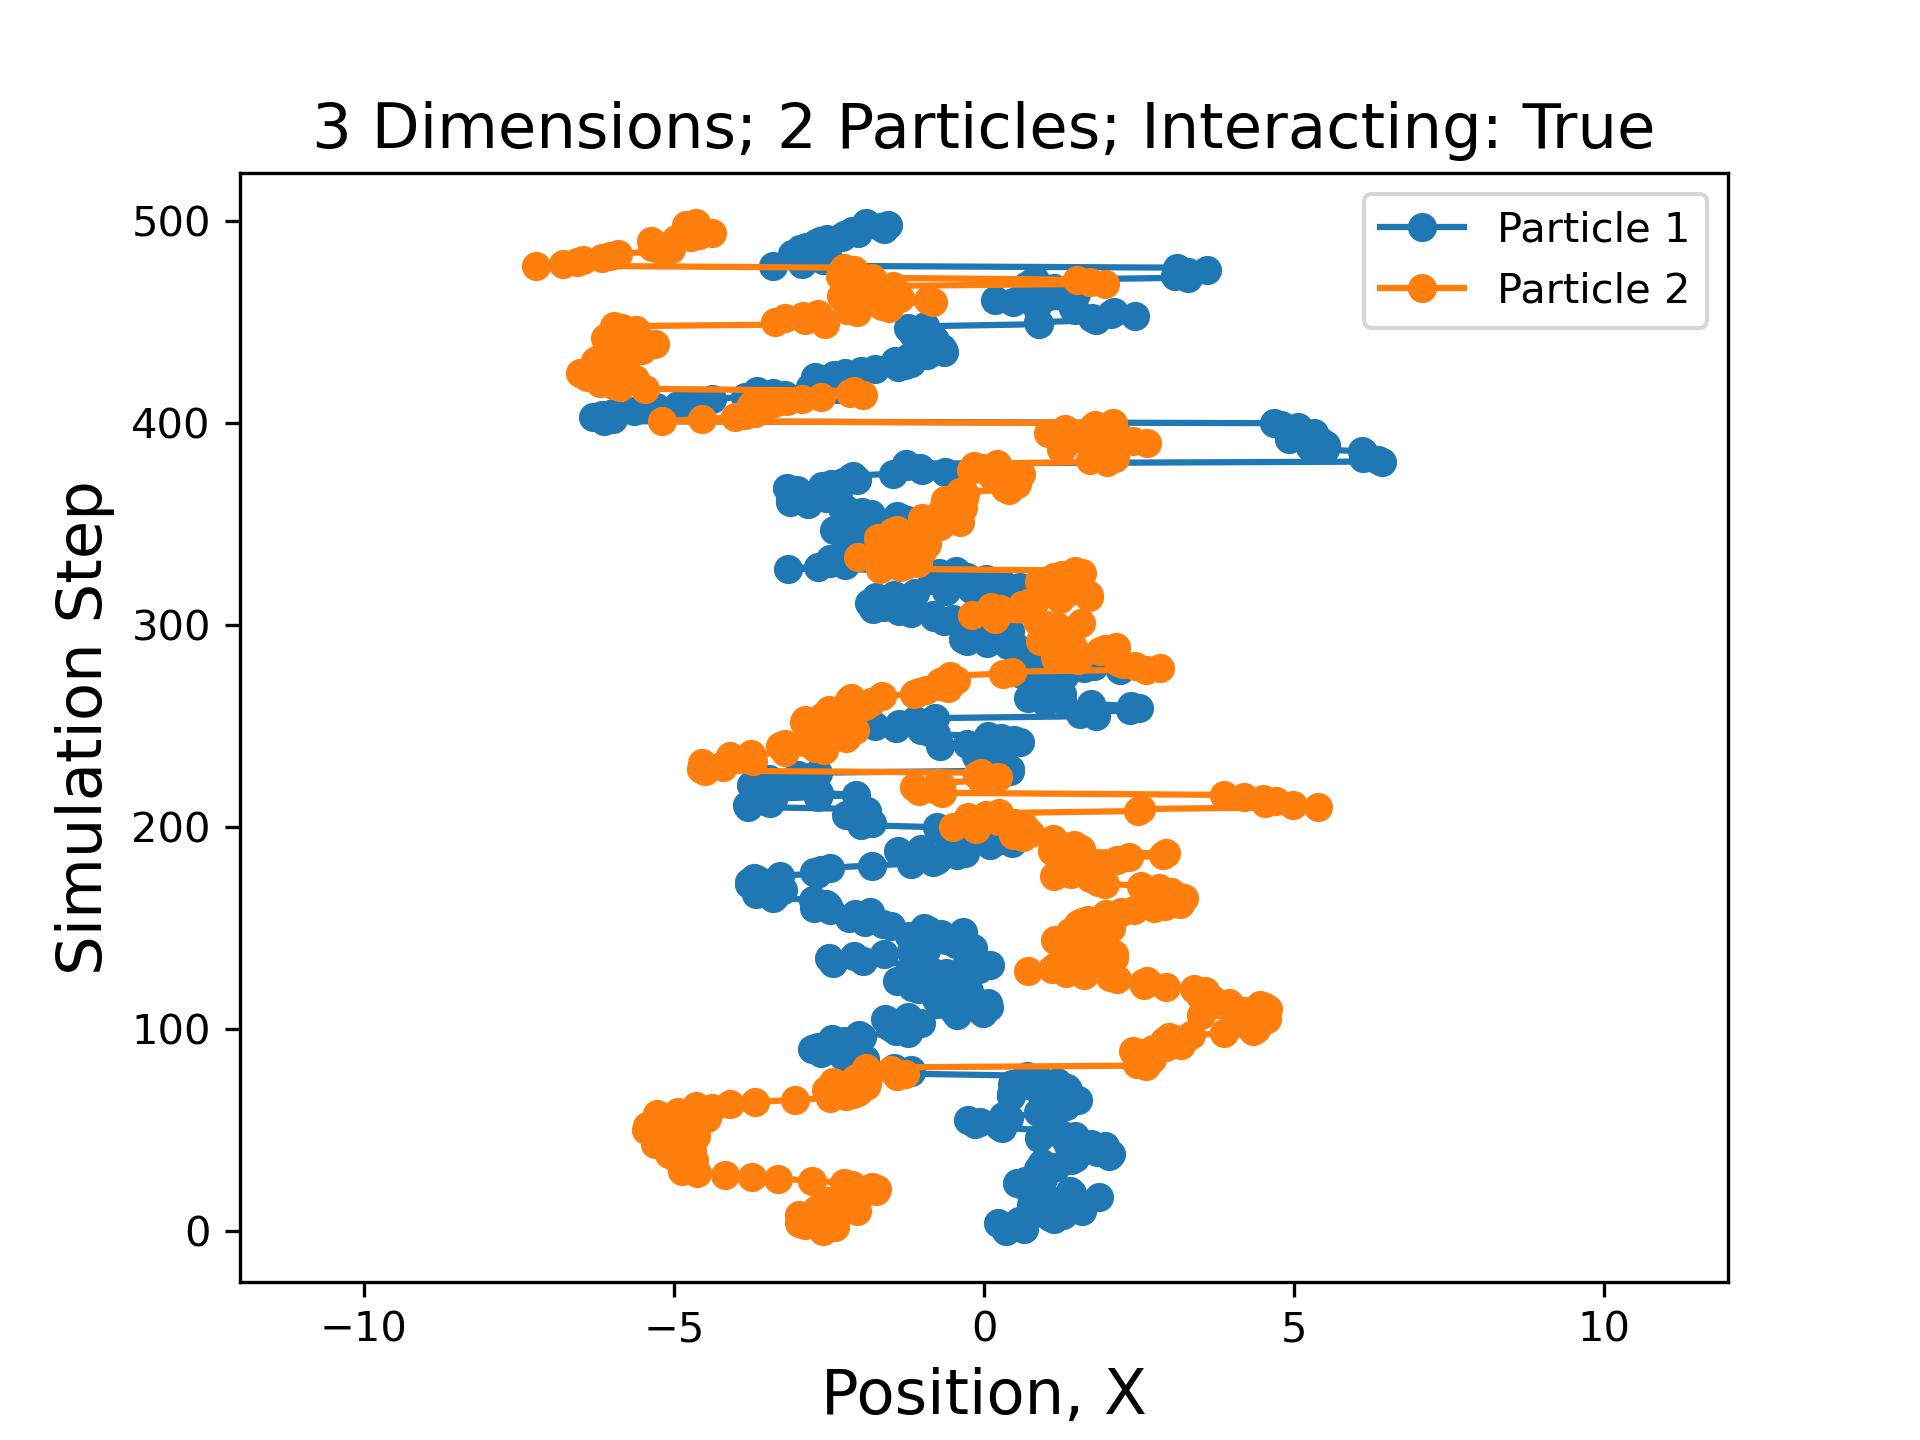 3 Dimensions; 2 Particles; Interacting: True
Particle 1
Particle 2
Simulation Step
500
400
300
200
100
0
−10 −5 0 5 10
Position, X